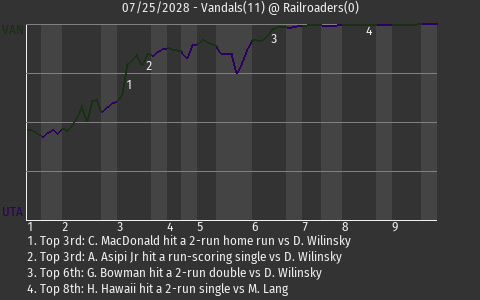 07/25/2028 - Vandals(11) @ Railroaders(0)
VAN
1
2
3
4
UTA
1 2 3 4 5 6 7 8 9
1. Top 3rd: C. MacDonald hit a 2-run home run vs D. Wilinsky
2. Top 3rd: A. Asipi Jr hit a run-scoring single vs D. Wilinsky
3. Top 6th: G. Bowman hit a 2-run double vs D. Wilinsky
4. Top 8th: H. Hawaii hit a 2-run single vs M. Lang